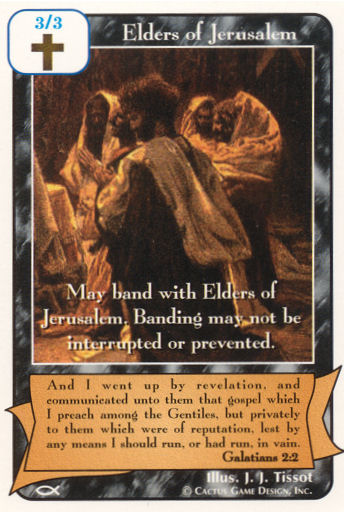 3/3
Elders of Jerusalem
May band with Elders of
Jerusalem. Banding may not be
interrupted or prevented.
And I went up by revelation, and
communicated unto them that gospel which
I preach among the Gentiles, but privately
to them which were of reputation, lest by
any means I should run, or had run, in vain.
Galatians 2:2
Illus. J. J. Tissot
© Cactus Game Design, Inc.